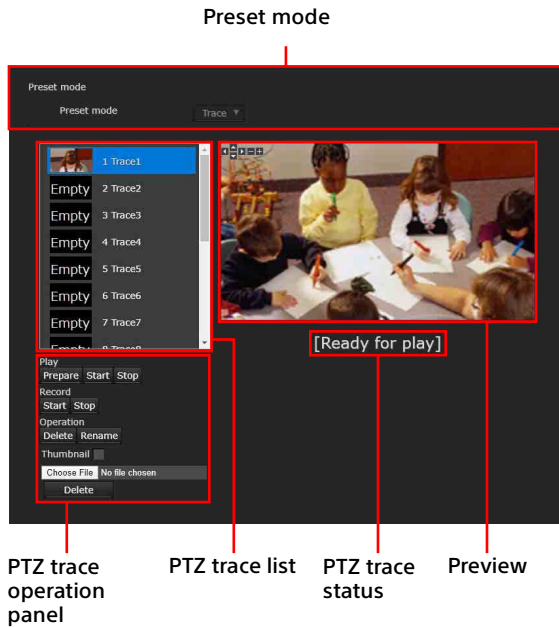 Preset mode
Preset mode
Preset mode
Trace
1 Trace1
Empty
2 Trace2
Empty
3 Trace3
Empty
4 Trace4
Empty
5 Trace5
Empty
6 Trace6
Empty
7 Trace7
Empty
8 Trace8
[Ready for play]
Play
Prepare Start Stop
Record
Start Stop
Operation
Delete Rename
Thumbnail
Choose File No file chosen
Delete
PTZ trace
operation
panel
PTZ trace list
PTZ trace
status
Preview